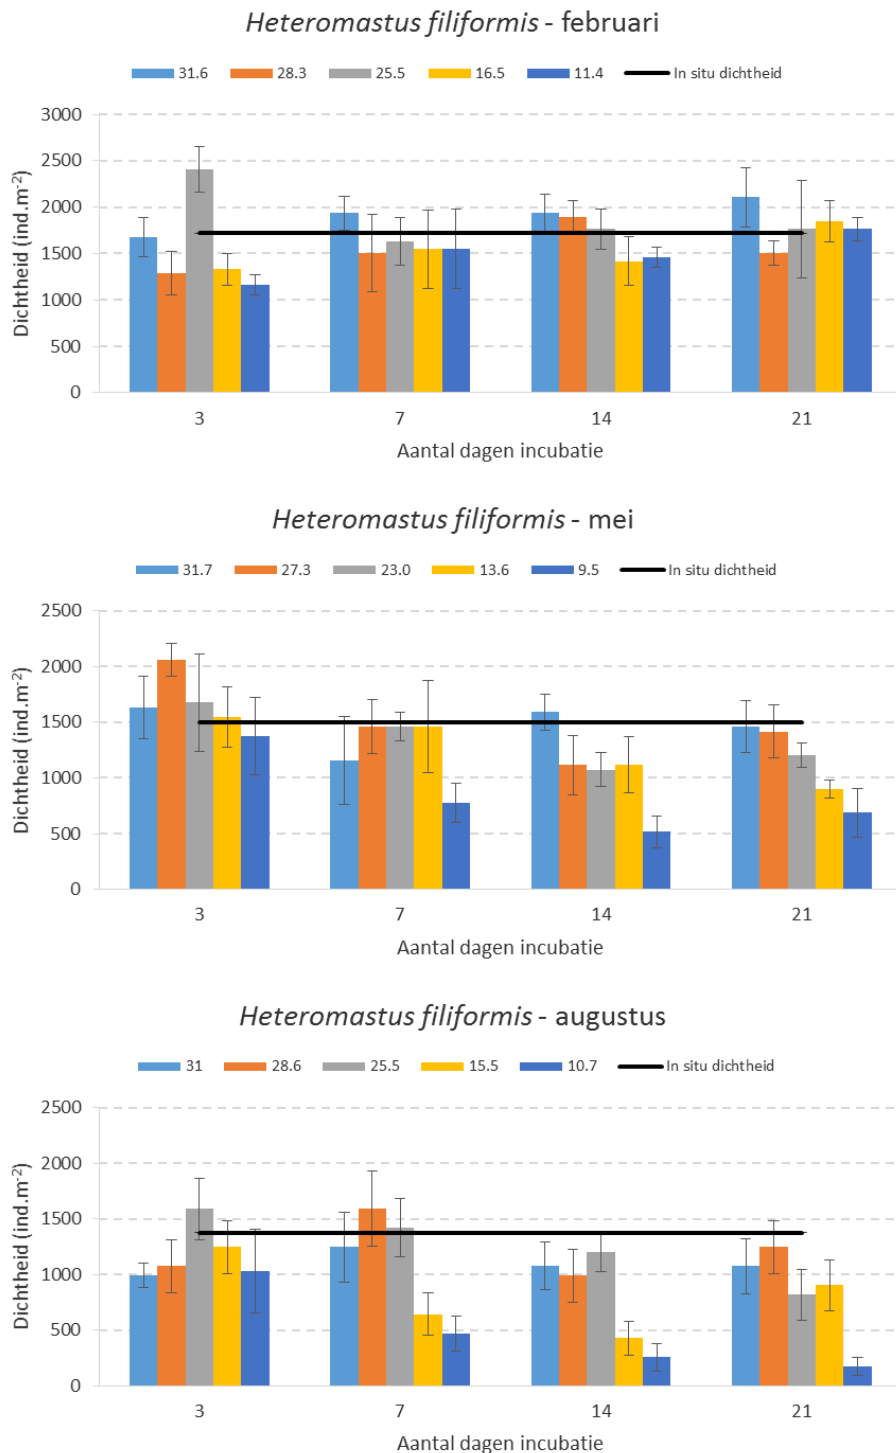 Heteromastus filiformis - februari
31.6 28.3 25.5 16.5 11.4 In situ dichtheid
3000
2500
2000
1500
1000
500
0
Dichtheid (ind.m-2)
3 7 14 21
Aantal dagen incubatie
Heteromastus filiformis - mei
31.7 27.3 23.0 13.6 9.5 In situ dichtheid
2500
2000
1500
1000
500
0
Dichtheid (ind.m-2)
3 7 14 21
Aantal dagen incubatie
Heteromastus filiformis - augustus
31 28.6 25.5 15.5 10.7 In situ dichtheid
2500
2000
1500
1000
500
0
Dichtheid (ind.m-2)
3 7 14 21
Aantal dagen incubatie